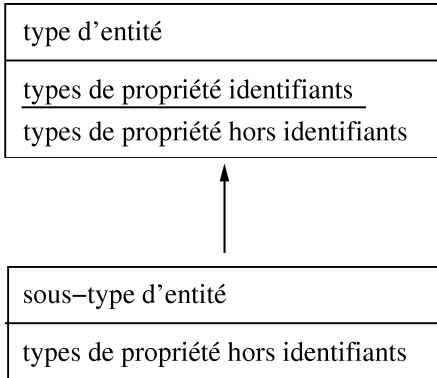 type d'entité
types de propriété identifiants
types de propriété hors identifiants
sous−type d'entité
types de propriété hors identifiants